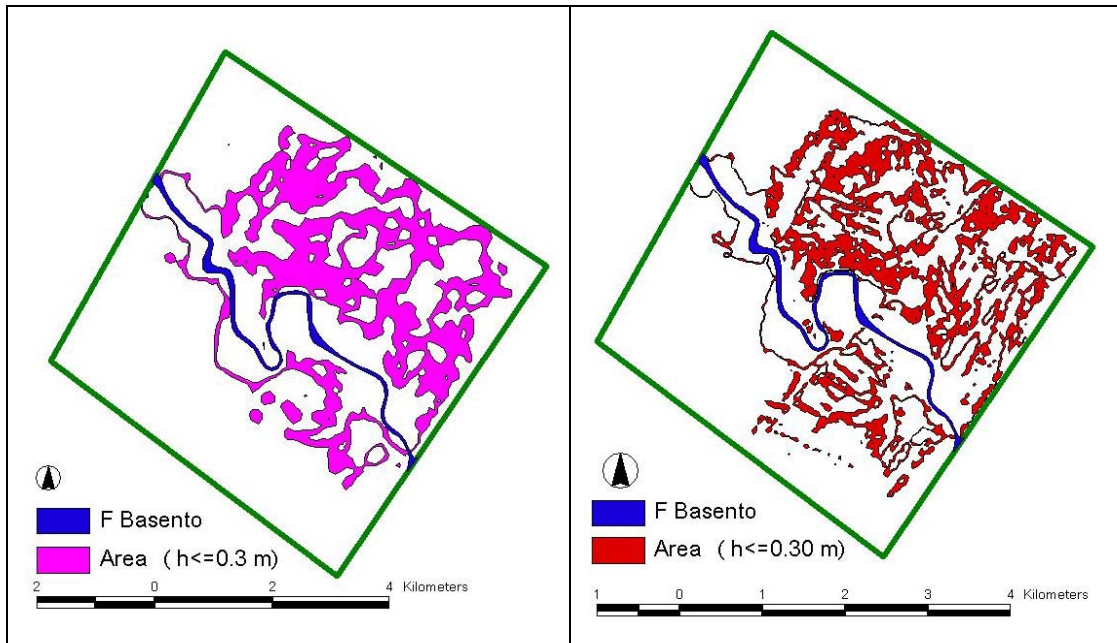 F Basento
Area ( h<=0.3 m)
2 0 2 4 Kilometers
F Basento
Area ( h<=0.30 m)
1 0 1 2 3 4 Kilometers